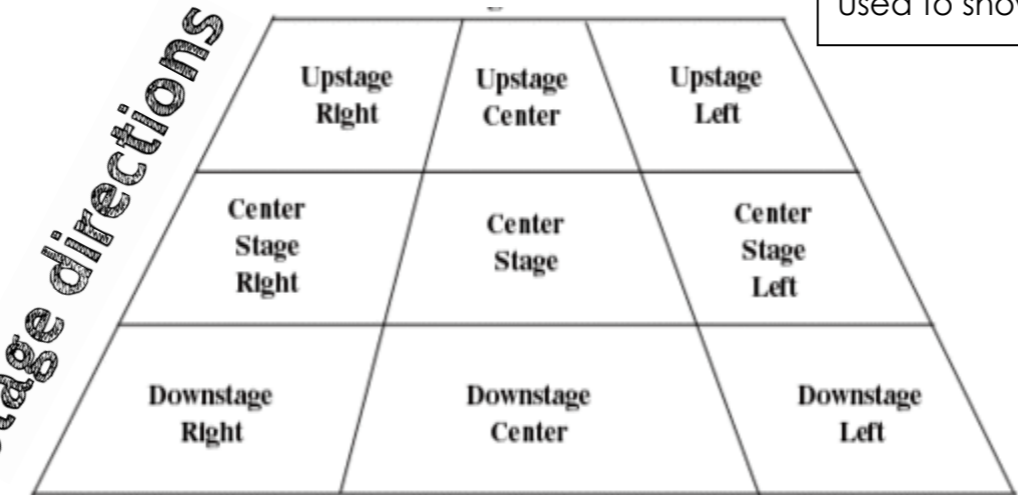 used to show
stage directions
Upstage
Right
Upstage
Center
Upstage
Left
Center
Stage
Right
Center
Stage
Center
Stage
Left
Downstage
Right
Downstage
Center
Downstage
Left